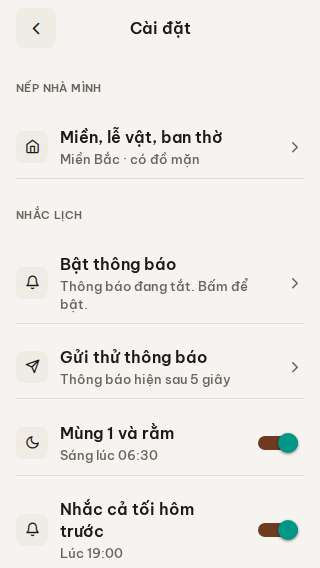 Cài đặt
NẾP NHÀ MÌNH
Miền, lễ vật, ban thờ
Miền Bắc · có đồ mặn
NHẮC LỊCH
Bật thông báo
Thông báo đang tắt. Bấm để
bật.
Gửi thử thông báo
Thông báo hiện sau 5 giây
Mùng 1 và rằm
Sáng lúc 06:30
Nhắc cả tối hôm
trước
Lúc 19:00